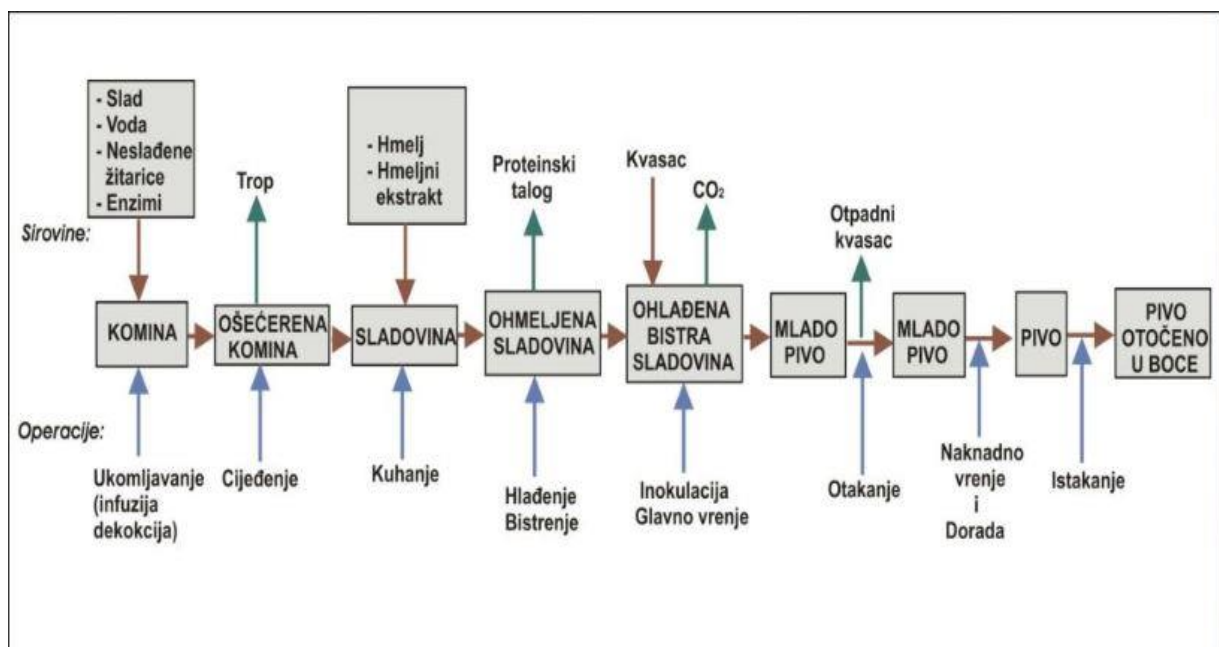 - Slad
- Voda
- Neslađene
žitarice
- Enzimi
- Hmelj
- Hmeljni
ekstrakt
Trop
Proteinski
talog
Kvasac
CO₂
Otpadni
kvasac
Sirovine:
KOMINA
OŠEĆERENA
KOMINA
SLADOVINA
OHMELJENA
SLADOVINA
OHLAĐENA
BISTRA
SLADOVINA
MLADO
PIVO
MLADO
PIVO
PIVO
PIVO
OTOČENO
U BOCE
Operacije:
Ukomljavanje
(infuzija
dekokcija)
Cijeđenje
Kuhanje
Hlađenje
Bistrenje
Inokulacija
Glavno vrenje
Otakanje
Naknadno
vrenje
i
Dorada
Istakanje